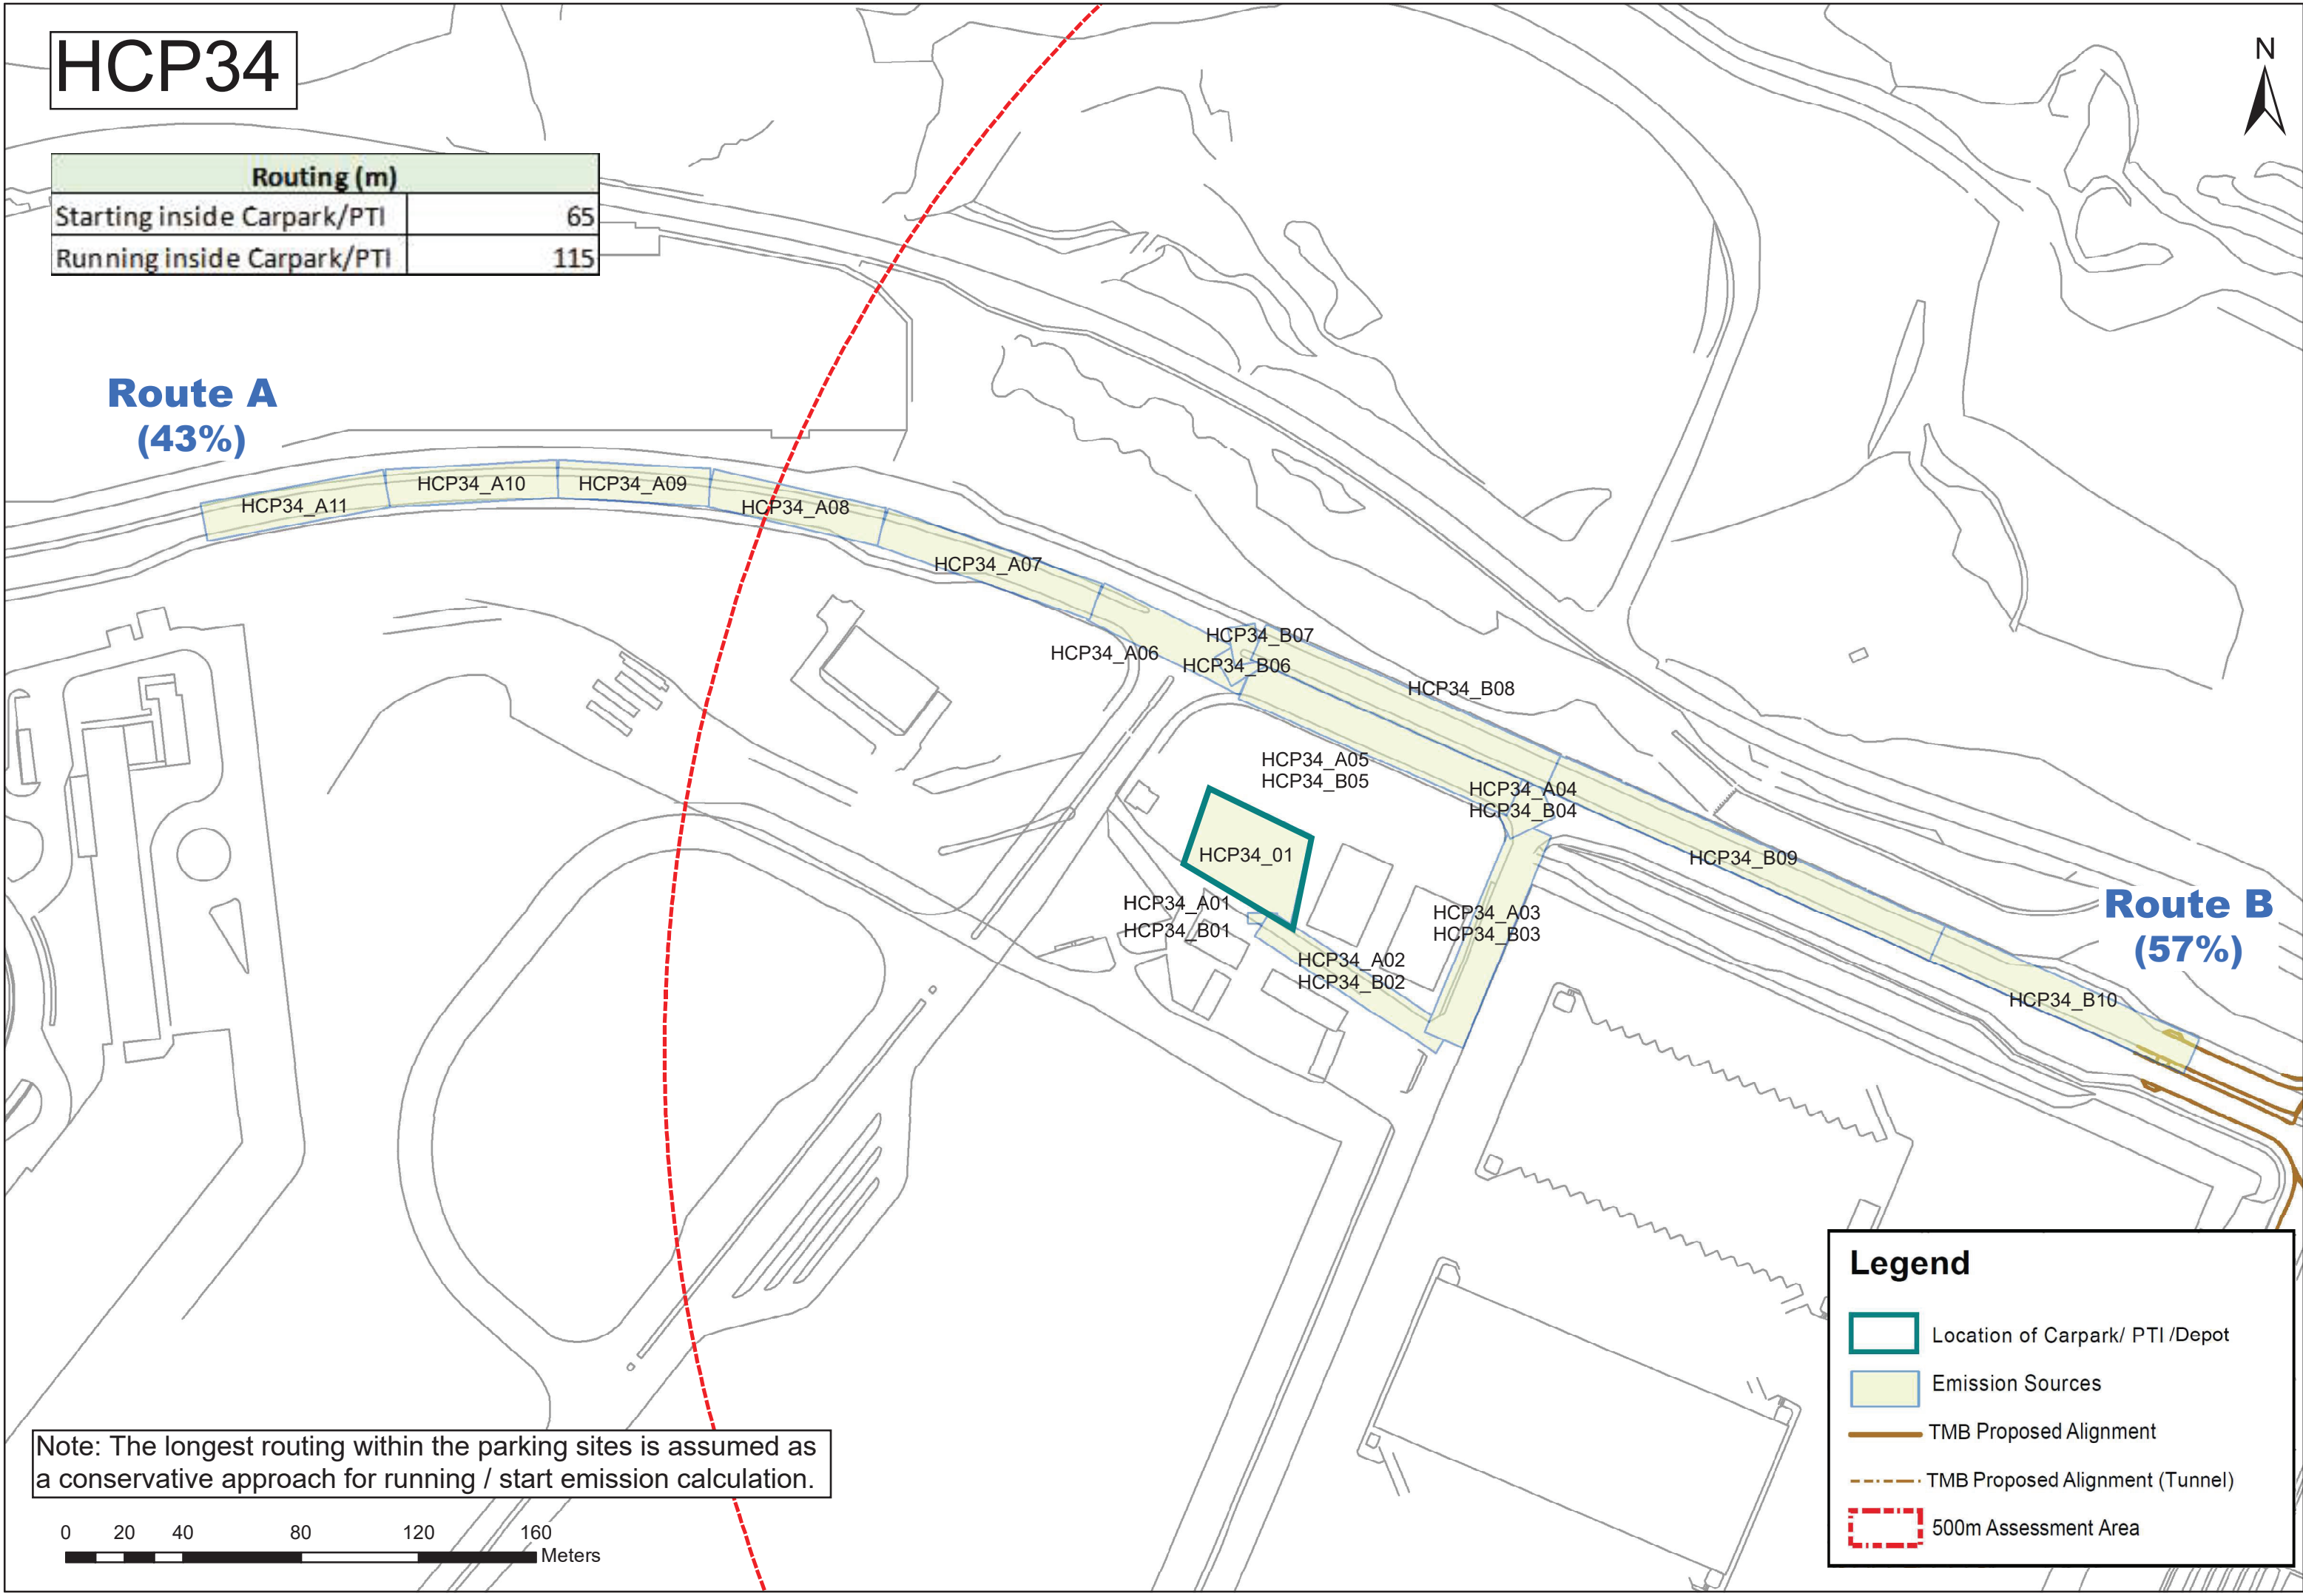 HCP34
N
Routing (m)
Starting inside Carpark/PTI 65
Running inside Carpark/PTI 115
Route A
(43%)
HCP34_A11
HCP34_A10
HCP34_A09
HCP34_A08
HCP34_A07
HCP34_A06
HCP34_B07
HCP34_B06
HCP34_B08
HCP34_A05
HCP34_B05
HCP34_A04
HCP34_B04
HCP34_01
HCP34_B09
HCP34_A01
HCP34_B01
HCP34_A03
HCP34_B03
HCP34_A02
HCP34_B02
Route B
(57%)
HCP34_B10
Legend
Location of Carpark/ PTI /Depot
Emission Sources
TMB Proposed Alignment
TMB Proposed Alignment (Tunnel)
500m Assessment Area
Note: The longest routing within the parking sites is assumed as
a conservative approach for running / start emission calculation.
0 20 40 80 120 160
Meters